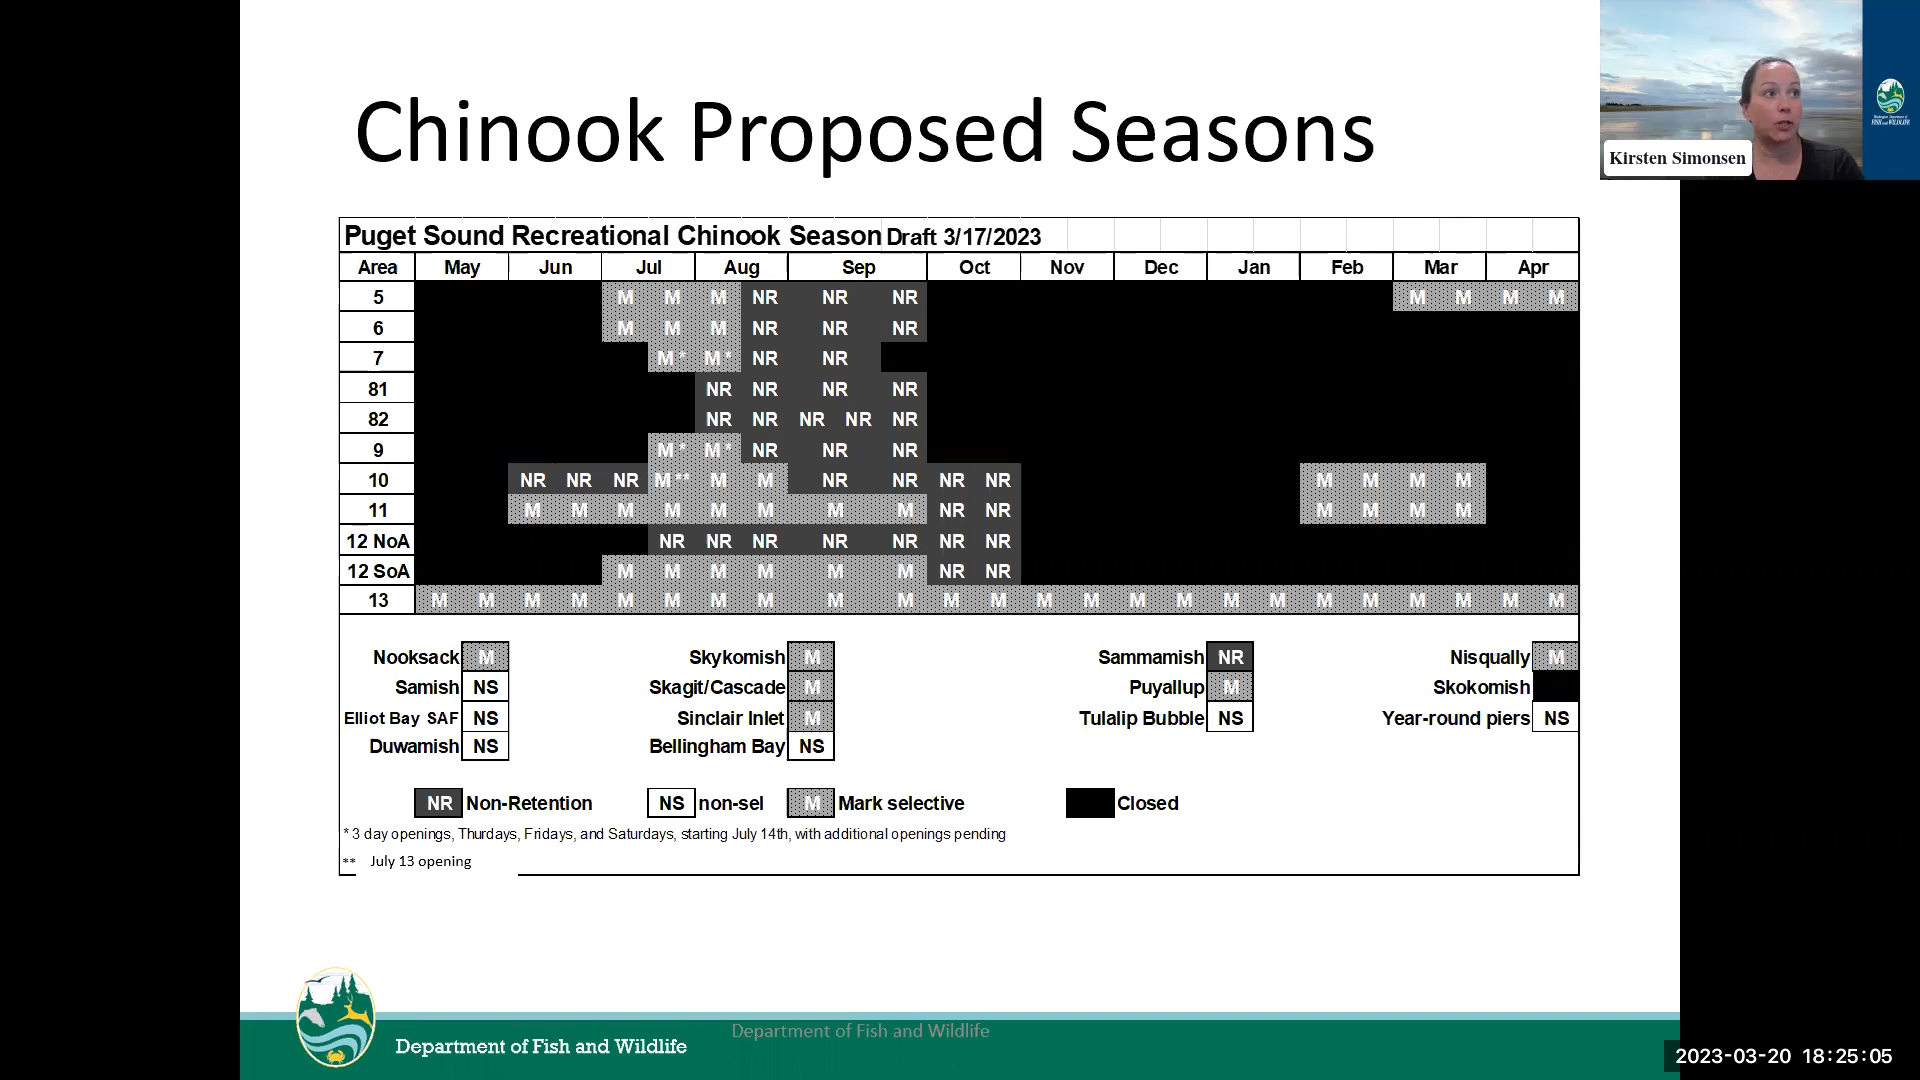 Chinook Proposed Seasons
Kirsten Simonsen
Puget Sound Recreational Chinook Season Draft 3/17/2023
Area May Jun Jul Aug Sep Oct Nov Dec Jan Feb Mar Apr
5 M M M NR NR NR M M M M
6 M M M NR NR NR
7 M * M * NR NR
81 NR NR NR NR
82 NR NR NR NR NR
9 M * M * NR NR NR
10 NR NR NR M ** M M NR NR NR NR M M M M
11 M M M M M M M M NR NR M M M M
12 NoA NR NR NR NR NR NR NR
12 SoA M M M M M M NR NR
13 M M M M M M M M M M M M M M M M M M M M M M M M
Nooksack M Skykomish M Sammamish NR Nisqually M
Samish NS Skagit/Cascade M Puyallup M Skokomish
Elliot Bay SAF NS Sinclair Inlet M Tulalip Bubble NS Year-round piers NS
Duwamish NS Bellingham Bay NS
NR Non-Retention NS non-sel M Mark selective Closed
* 3 day openings, Thurdays, Fridays, and Saturdays, starting July 14th, with additional openings pending
** July 13 opening
Department of Fish and Wildlife
Department of Fish and Wildlife
2023-03-20 18:25:05